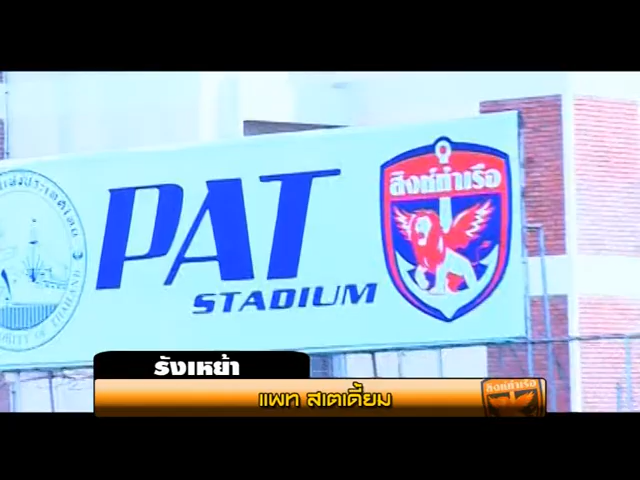 PAT
STADIUM
สิงห์ท่าเรือ
รังเหย้า
แพท สเตเดี้ยม
สิงห์ท่าเรือ